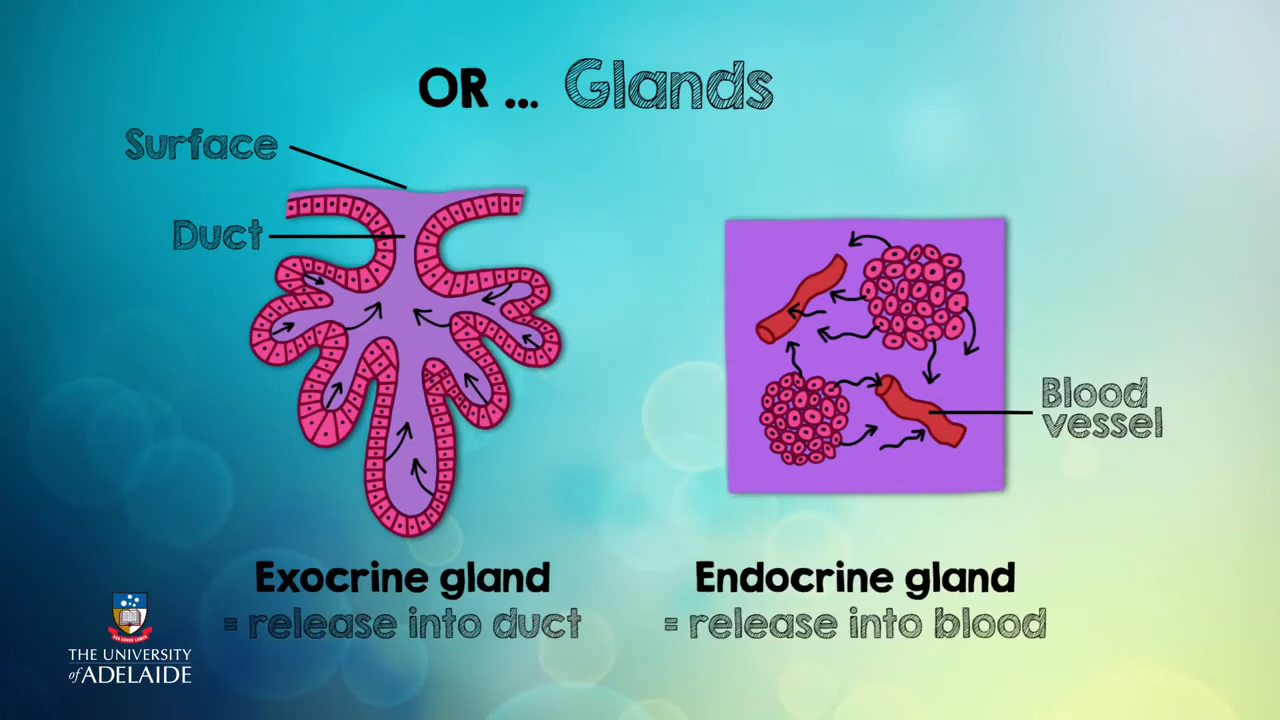 OR ... Glands
Surface
Duct
Blood
vessel
Exocrine gland
= release into duct
Endocrine gland
= release into blood
THE UNIVERSITY
of ADELAIDE